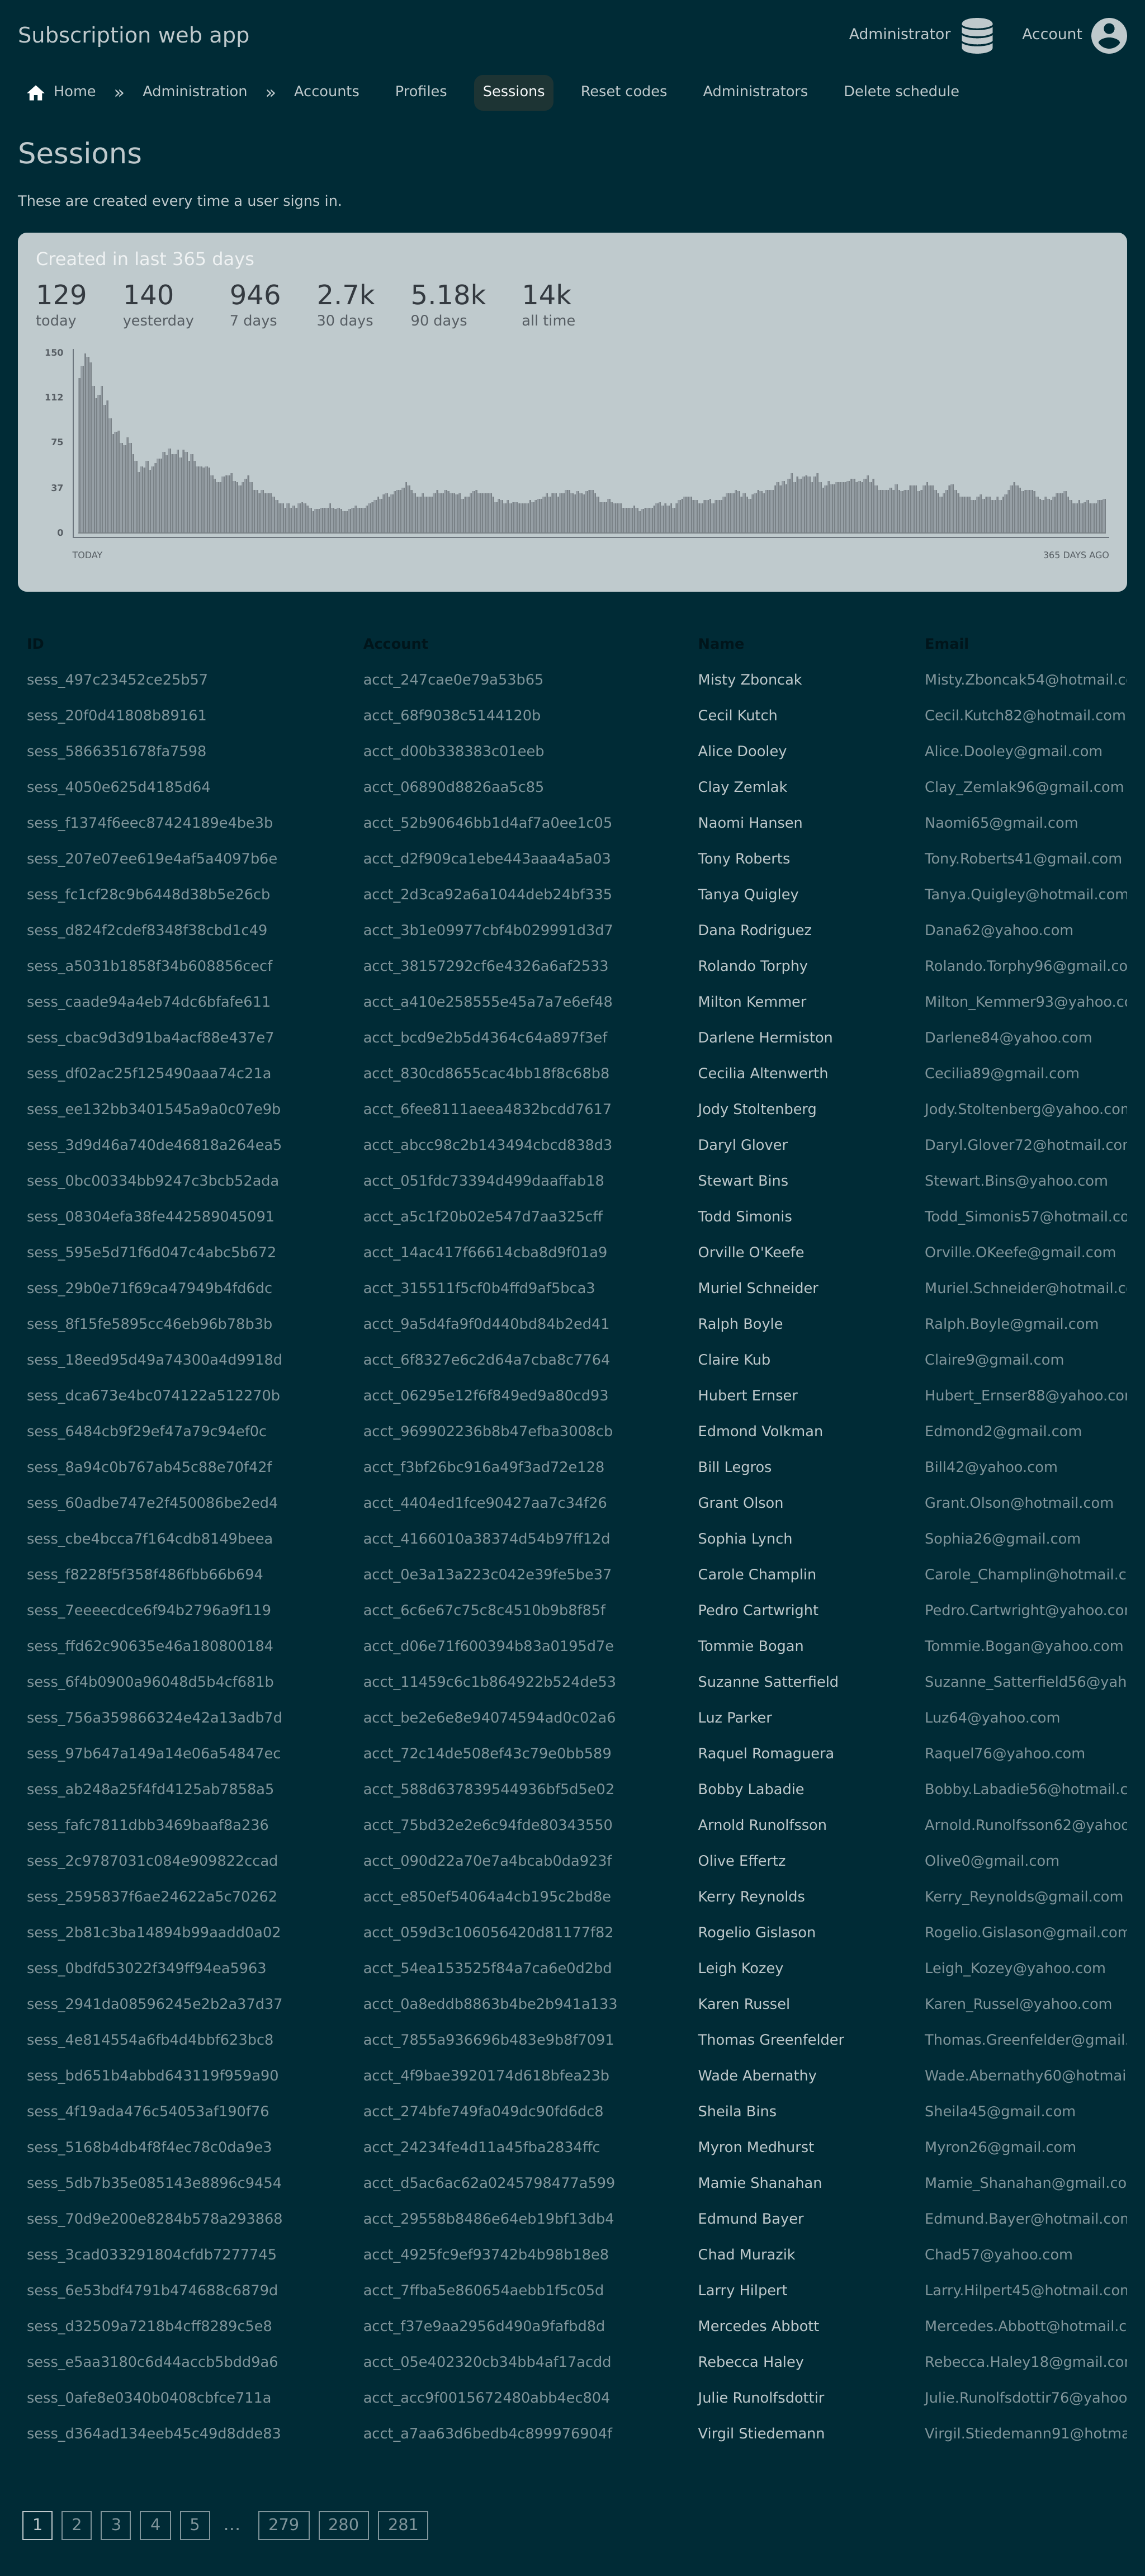 Subscription web app Administrator Account
Home » Administration » Accounts Profiles Sessions Reset codes Administrators Delete schedule
Sessions
These are created every time a user signs in.
Created in last 365 days
129 140 946 2.7k 5.18k 14k
today yesterday 7 days 30 days 90 days all time
150
112
75
37
0
TODAY 365 DAYS AGO
ID Account Name Email
sess_497c23452ce25b57 acct_247cae0e79a53b65 Misty Zboncak Misty.Zboncak54@hotmail.c
sess_20f0d41808b89161 acct_68f9038c5144120b Cecil Kutch Cecil.Kutch82@hotmail.com
sess_5866351678fa7598 acct_d00b338383c01eeb Alice Dooley Alice.Dooley@gmail.com
sess_4050e625d4185d64 acct_06890d8826aa5c85 Clay Zemlak Clay_Zemlak96@gmail.com
sess_f1374f6eec87424189e4be3b acct_52b90646bb1d4af7a0ee1c05 Naomi Hansen Naomi65@gmail.com
sess_207e07ee619e4af5a4097b6e acct_d2f909ca1ebe443aaa4a5a03 Tony Roberts Tony.Roberts41@gmail.com
sess_fc1cf28c9b6448d38b5e26cb acct_2d3ca92a6a1044deb24bf335 Tanya Quigley Tanya.Quigley@hotmail.com
sess_d824f2cdef8348f38cbd1c49 acct_3b1e09977cbf4b029991d3d7 Dana Rodriguez Dana62@yahoo.com
sess_a5031b1858f34b608856cecf acct_38157292cf6e4326a6af2533 Rolando Torphy Rolando.Torphy96@gmail.co
sess_caade94a4eb74dc6bfafe611 acct_a410e258555e45a7a7e6ef48 Milton Kemmer Milton_Kemmer93@yahoo.co
sess_cbac9d3d91ba4acf88e437e7 acct_bcd9e2b5d4364c64a897f3ef Darlene Hermiston Darlene84@yahoo.com
sess_df02ac25f125490aaa74c21a acct_830cd8655cac4bb18f8c68b8 Cecilia Altenwerth Cecilia89@gmail.com
sess_ee132bb3401545a9a0c07e9b acct_6fee8111aeea4832bcdd7617 Jody Stoltenberg Jody.Stoltenberg@yahoo.com
sess_3d9d46a740de46818a264ea5 acct_abcc98c2b143494cbcd838d3 Daryl Glover Daryl.Glover72@hotmail.com
sess_0bc00334bb9247c3bcb52ada acct_051fdc73394d499daaffab18 Stewart Bins Stewart.Bins@yahoo.com
sess_08304efa38fe442589045091 acct_a5c1f20b02e547d7aa325cff Todd Simonis Todd_Simonis57@hotmail.co
sess_595e5d71f6d047c4abc5b672 acct_14ac417f66614cba8d9f01a9 Orville O'Keefe Orville.OKeefe@gmail.com
sess_29b0e71f69ca47949b4fd6dc acct_315511f5cf0b4ffd9af5bca3 Muriel Schneider Muriel.Schneider@hotmail.c
sess_8f15fe5895cc46eb96b78b3b acct_9a5d4fa9f0d440bd84b2ed41 Ralph Boyle Ralph.Boyle@gmail.com
sess_18eed95d49a74300a4d9918d acct_6f8327e6c2d64a7cba8c7764 Claire Kub Claire9@gmail.com
sess_dca673e4bc074122a512270b acct_06295e12f6f849ed9a80cd93 Hubert Ernser Hubert_Ernser88@yahoo.com
sess_6484cb9f29ef47a79c94ef0c acct_969902236b8b47efba3008cb Edmond Volkman Edmond2@gmail.com
sess_8a94c0b767ab45c88e70f42f acct_f3bf26bc916a49f3ad72e128 Bill Legros Bill42@yahoo.com
sess_60adbe747e2f450086be2ed4 acct_4404ed1fce90427aa7c34f26 Grant Olson Grant.Olson@hotmail.com
sess_cbe4bcca7f164cdb8149beea acct_4166010a38374d54b97ff12d Sophia Lynch Sophia26@gmail.com
sess_f8228f5f358f486fbb66b694 acct_0e3a13a223c042e39fe5be37 Carole Champlin Carole_Champlin@hotmail.c
sess_7eeeecdce6f94b2796a9f119 acct_6c6e67c75c8c4510b9b8f85f Pedro Cartwright Pedro.Cartwright@yahoo.com
sess_ffd62c90635e46a180800184 acct_d06e71f600394b83a0195d7e Tommie Bogan Tommie.Bogan@yahoo.com
sess_6f4b0900a96048d5b4cf681b acct_11459c6c1b864922b524de53 Suzanne Satterfield Suzanne_Satterfield56@yah
sess_756a359866324e42a13adb7d acct_be2e6e8e94074594ad0c02a6 Luz Parker Luz64@yahoo.com
sess_97b647a149a14e06a54847ec acct_72c14de508ef43c79e0bb589 Raquel Romaguera Raquel76@yahoo.com
sess_ab248a25f4fd4125ab7858a5 acct_588d637839544936bf5d5e02 Bobby Labadie Bobby.Labadie56@hotmail.c
sess_fafc7811dbb3469baaf8a236 acct_75bd32e2e6c94fde80343550 Arnold Runolfsson Arnold.Runolfsson62@yahoo
sess_2c9787031c084e909822ccad acct_090d22a70e7a4bcab0da923f Olive Effertz Olive0@gmail.com
sess_2595837f6ae24622a5c70262 acct_e850ef54064a4cb195c2bd8e Kerry Reynolds Kerry_Reynolds@gmail.com
sess_2b81c3ba14894b99aadd0a02 acct_059d3c106056420d81177f82 Rogelio Gislason Rogelio.Gislason@gmail.com
sess_0bdfd53022f349ff94ea5963 acct_54ea153525f84a7ca6e0d2bd Leigh Kozey Leigh_Kozey@yahoo.com
sess_2941da08596245e2b2a37d37 acct_0a8eddb8863b4be2b941a133 Karen Russel Karen_Russel@yahoo.com
sess_4e814554a6fb4d4bbf623bc8 acct_7855a936696b483e9b8f7091 Thomas Greenfelder Thomas.Greenfelder@gmail.
sess_bd651b4abbd643119f959a90 acct_4f9bae3920174d618bfea23b Wade Abernathy Wade.Abernathy60@hotmai
sess_4f19ada476c54053af190f76 acct_274bfe749fa049dc90fd6dc8 Sheila Bins Sheila45@gmail.com
sess_5168b4db4f8f4ec78c0da9e3 acct_24234fe4d11a45fba2834ffc Myron Medhurst Myron26@gmail.com
sess_5db7b35e085143e8896c9454 acct_d5ac6ac62a0245798477a599 Mamie Shanahan Mamie_Shanahan@gmail.co
sess_70d9e200e8284b578a293868 acct_29558b8486e64eb19bf13db4 Edmund Bayer Edmund.Bayer@hotmail.com
sess_3cad033291804cfdb7277745 acct_4925fc9ef93742b4b98b18e8 Chad Murazik Chad57@yahoo.com
sess_6e53bdf4791b474688c6879d acct_7ffba5e860654aebb1f5c05d Larry Hilpert Larry.Hilpert45@hotmail.com
sess_d32509a7218b4cff8289c5e8 acct_f37e9aa2956d490a9fafbd8d Mercedes Abbott Mercedes.Abbott@hotmail.c
sess_e5aa3180c6d44accb5bdd9a6 acct_05e402320cb34bb4af17acdd Rebecca Haley Rebecca.Haley18@gmail.com
sess_0afe8e0340b0408cbfce711a acct_acc9f0015672480abb4ec804 Julie Runolfsdottir Julie.Runolfsdottir76@yahoo
sess_d364ad134eeb45c49d8dde83 acct_a7aa63d6bedb4c899976904f Virgil Stiedemann Virgil.Stiedemann91@hotma
1 2 3 4 5 … 279 280 281